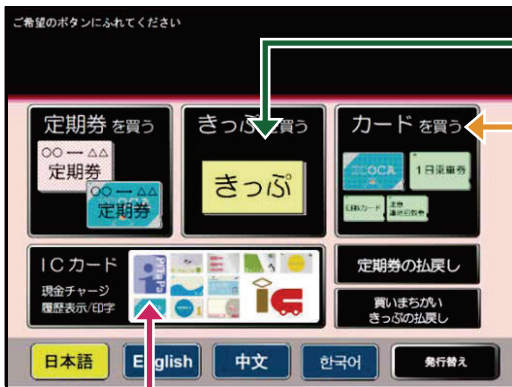 ご希望のボタンにふれてください
定期券を買う
○○ー△△
定期券
○○ー△△
定期券
きっぷを買う
きっぷ
カードを買う
ICOCA
1日乗車券
ICカード
現金チャージ
履歴表示/印字
PiTaPa
定期券の払戻し
買いまちがい
きっぷの払戻し
日本語
English
中文
한국어
発行替え